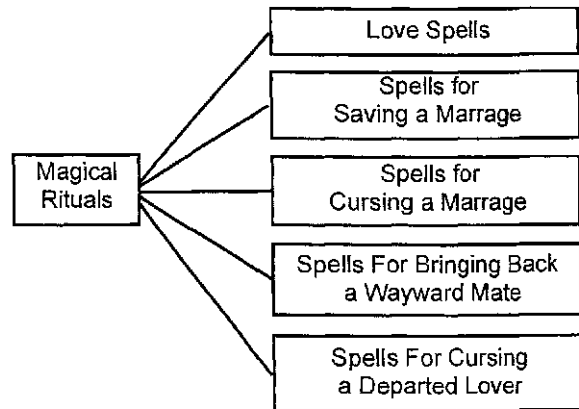 Love Spells
Spells for
Saving a Marrage
Magical
Rituals
Spells for
Cursing a Marrage
Spells For Bringing Back
a Wayward Mate
Spells For Cursing
a Departed Lover